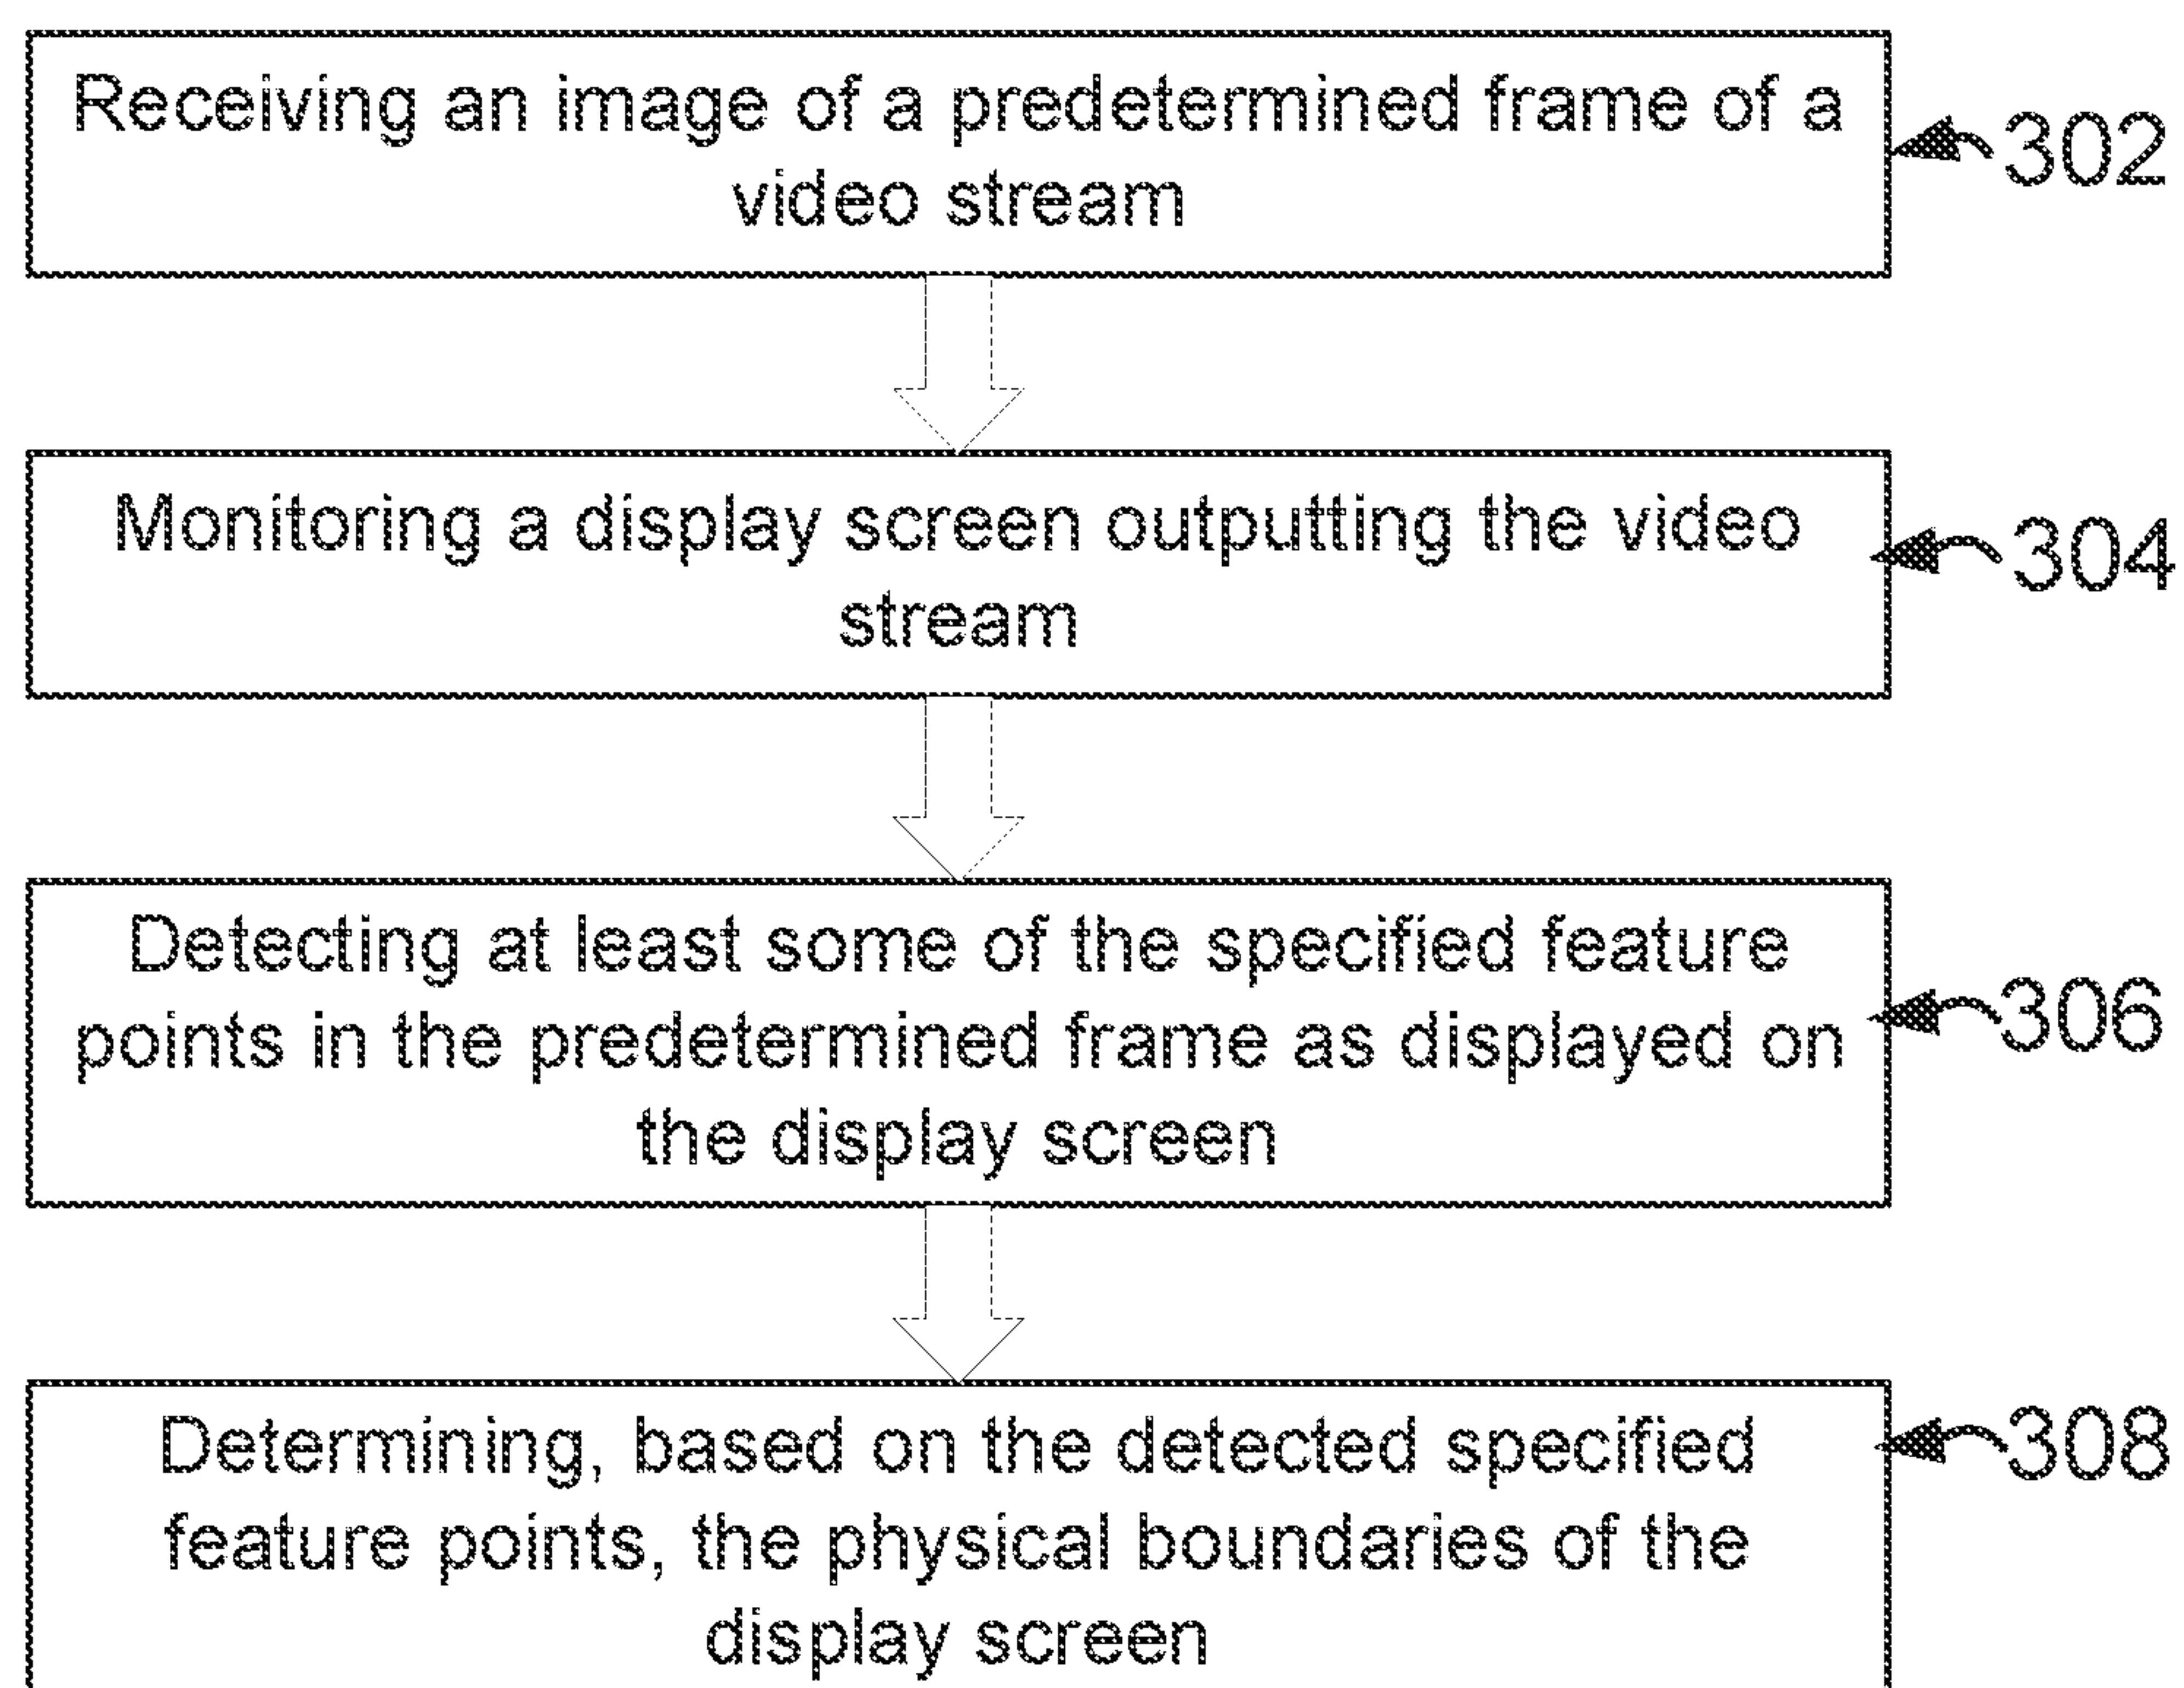 Receiving an image of a predetermined frame of a
video stream
302
Monitoring a display screen outputting the video
stream
304
Detecting at least some of the specified feature
points in the predetermined frame as displayed on
the display screen
306
Determining, based on the detected specified
feature points, the physical boundaries of the
display screen
308